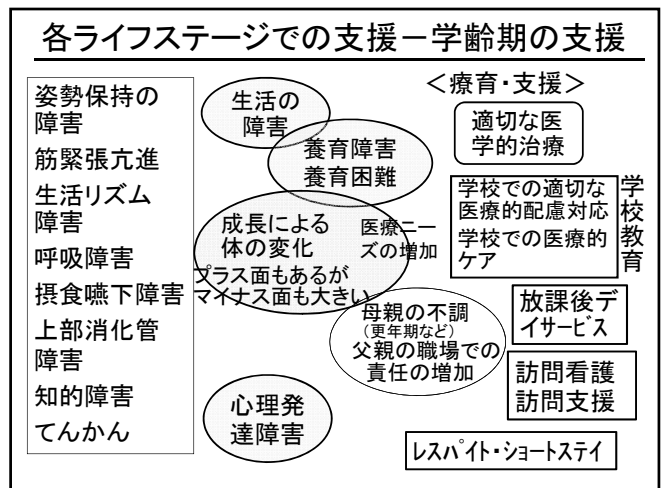 各ライフステージでの支援－学齢期の支援
姿勢保持の
障害
筋緊張亢進
生活リズム
障害
呼吸障害
摂食嚥下障害
上部消化管
障害
知的障害
てんかん
生活の
障害
養育障害
養育困難
成長による
体の変化
プラス面もあるが
マイナス面も大きい
医療ニー
ズの増加
母親の不調
(更年期など)
父親の職場での
責任の増加
心理発
達障害
＜療育・支援＞
適切な医
学的治療
学校での適切な
医療的配慮対応
学校での医療的
ケア
学校教育
放課後デ
イサービス
訪問看護
訪問支援
レスパイト・ショートステイ